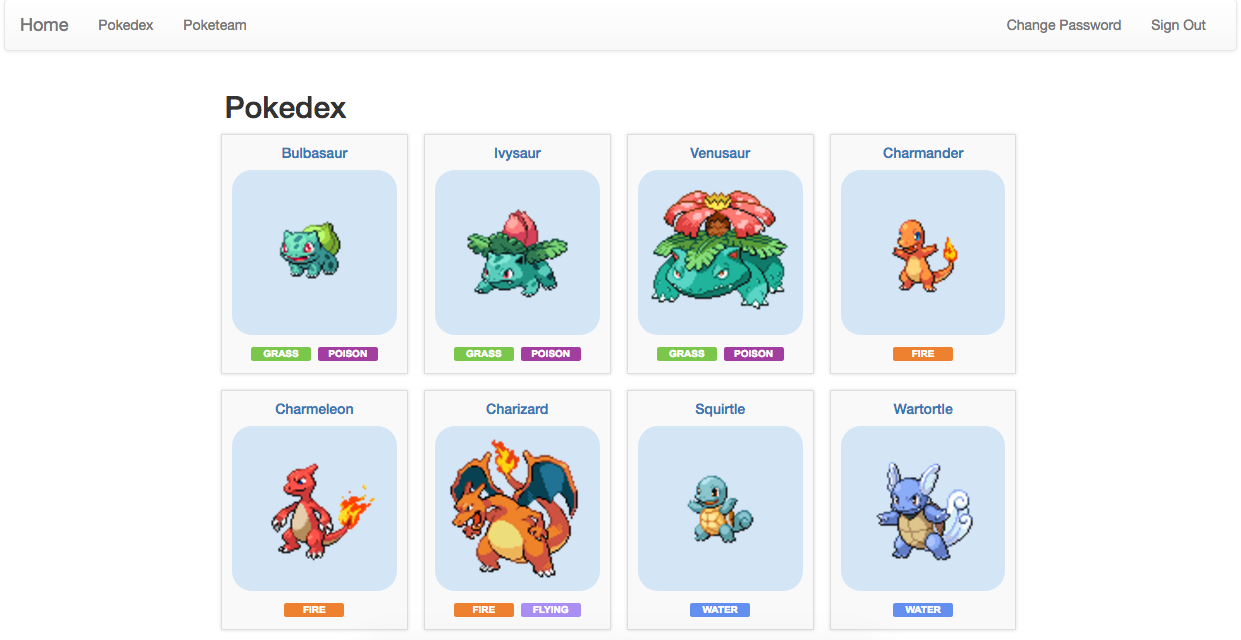 Home Pokedex Poketeam Change Password Sign Out
Pokedex
Bulbasaur Ivysaur Venusaur Charmander
GRASS POISON GRASS POISON GRASS POISON FIRE
Charmeleon Charizard Squirtle Wartortle
FIRE FIRE FLYING WATER WATER